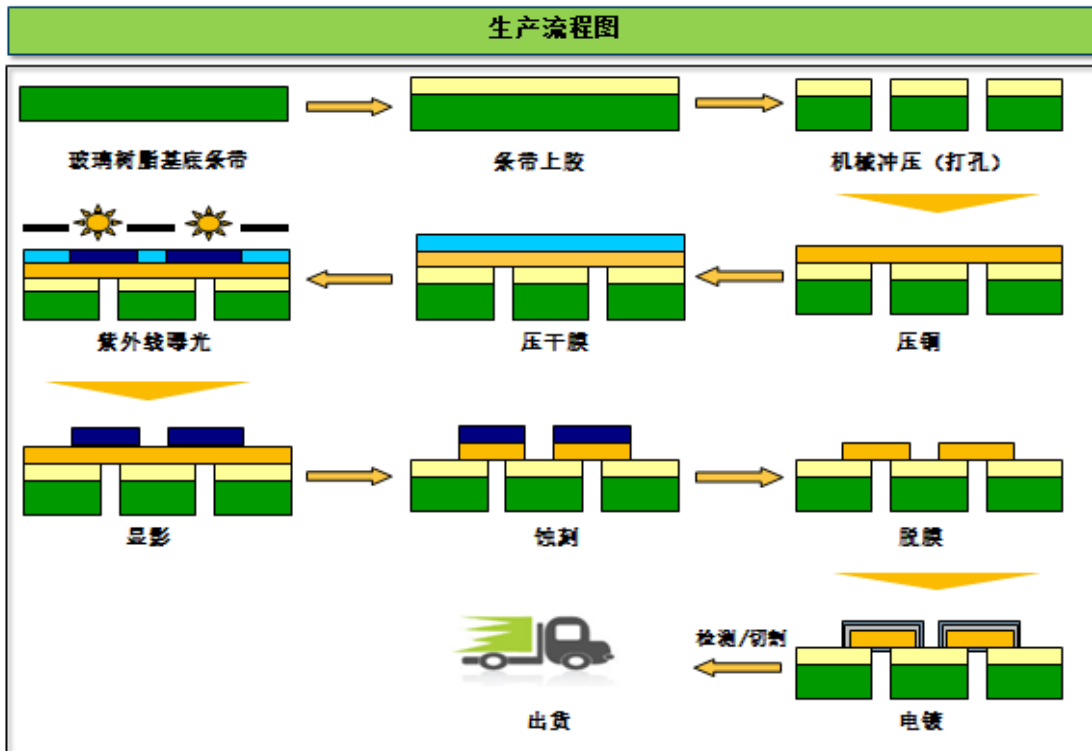 生产流程图
玻璃树脂基底条带
条带上胶
机械冲压（打孔）
紫外线曝光
压干膜
压铜
显影
蚀刻
脱膜
检测/切割
出货
电镀